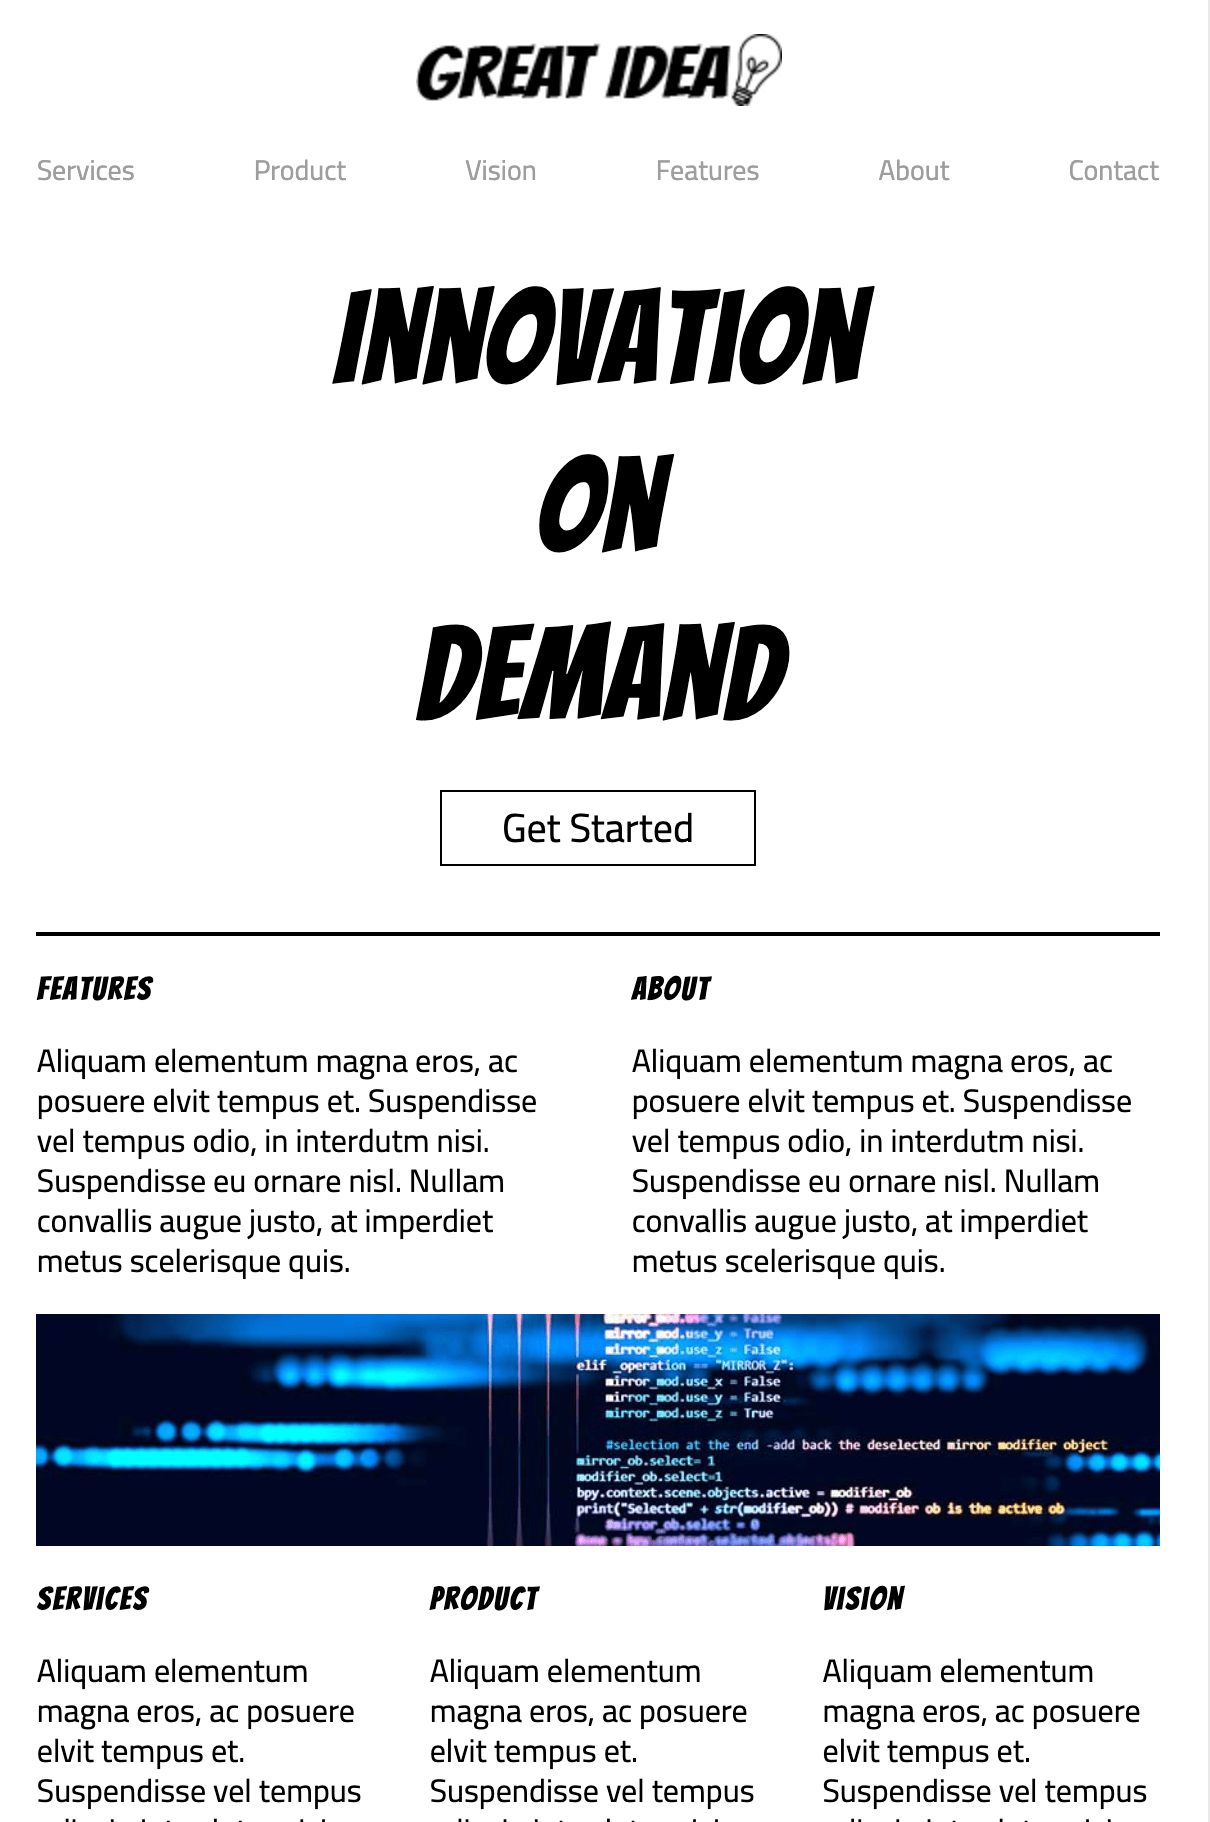 GREAT IDEA
Services Product Vision Features About Contact
INNOVATION
ON
DEMAND
Get Started
FEATURES
Aliquam elementum magna eros, ac
posuere elvit tempus et. Suspendisse
vel tempus odio, in interdutm nisi.
Suspendisse eu ornare nisl. Nullam
convallis augue justo, at imperdiet
metus scelerisque quis.
ABOUT
Aliquam elementum magna eros, ac
posuere elvit tempus et. Suspendisse
vel tempus odio, in interdutm nisi.
Suspendisse eu ornare nisl. Nullam
convallis augue justo, at imperdiet
metus scelerisque quis.
mirror_mod.use_x = False
mirror_mod.use_y = True
mirror_mod.use_z = False
elif _operation == "MIRROR_Z":
mirror_mod.use_x = False
mirror_mod.use_y = False
mirror_mod.use_z = True
#selection at the end -add back the deselected mirror modifier object
mirror_ob.select= 1
modifier_ob.select=1
bpy.context.scene.objects.active = modifier_ob
print("Selected" + str(modifier_ob)) # modifier ob is the active ob
#mirror_ob.select = 0
= bpy.context.selected_objects[0]
SERVICES
Aliquam elementum
magna eros, ac posuere
elvit tempus et.
Suspendisse vel tempus
PRODUCT
Aliquam elementum
magna eros, ac posuere
elvit tempus et.
Suspendisse vel tempus
VISION
Aliquam elementum
magna eros, ac posuere
elvit tempus et.
Suspendisse vel tempus